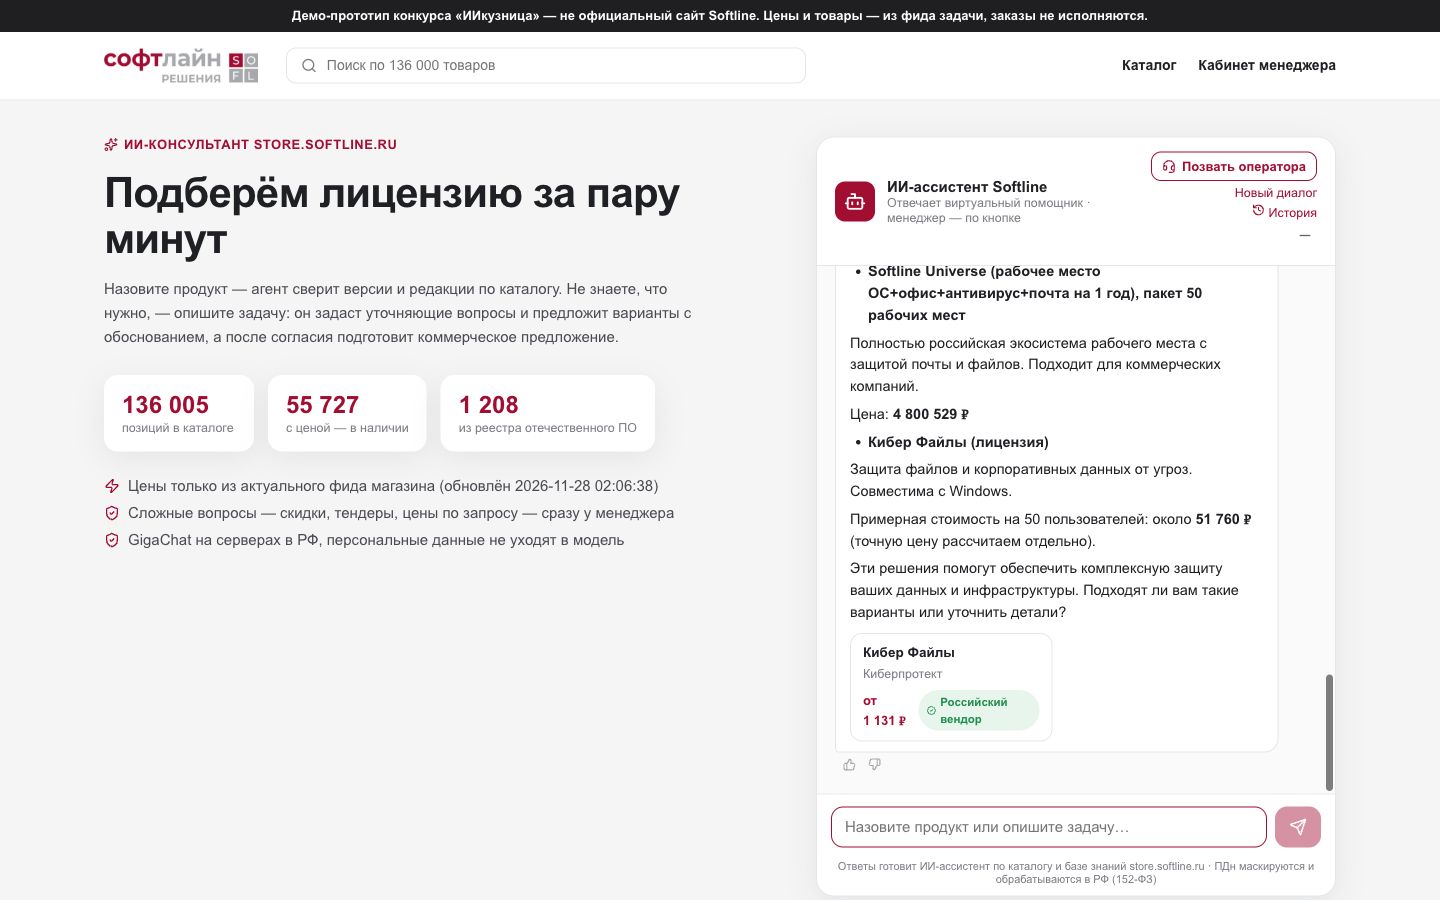 Демо-прототип конкурса «ИИкузница» — не официальный сайт Softline. Цены и товары — из фида задачи, заказы не исполняются.
софтлайн
РЕШЕНИЯ
SO
FL
Поиск по 136 000 товаров
Каталог
Кабинет менеджера
ИИ-КОНСУЛЬТАНТ STORE.SOFTLINE.RU
Подберём лицензию за пару
минут
Назовите продукт — агент сверит версии и редакции по каталогу. Не знаете, что
нужно, — опишите задачу: он задаст уточняющие вопросы и предложит варианты с
обоснованием, а после согласия подготовит коммерческое предложение.
136 005
позиций в каталоге
55 727
с ценой — в наличии
1 208
из реестра отечественного ПО
Цены только из актуального фида магазина (обновлён 2026-11-28 02:06:38)
Сложные вопросы — скидки, тендеры, цены по запросу — сразу у менеджера
GigaChat на серверах в РФ, персональные данные не уходят в модель
ИИ-ассистент Softline
Отвечает виртуальный помощник ·
менеджер — по кнопке
Позвать оператора
Новый диалог
История
—
• Softline Universe (рабочее место
ОС+офис+антивирус+почта на 1 год), пакет 50
рабочих мест
Полностью российская экосистема рабочего места с
защитой почты и файлов. Подходит для коммерческих
компаний.
Цена: 4 800 529 ₽
• Кибер Файлы (лицензия)
Защита файлов и корпоративных данных от угроз.
Совместима с Windows.
Примерная стоимость на 50 пользователей: около 51 760 ₽
(точную цену рассчитаем отдельно).
Эти решения помогут обеспечить комплексную защиту
ваших данных и инфраструктуры. Подходят ли вам такие
варианты или уточнить детали?
Кибер Файлы
Киберпротект
от
1 131 ₽
Российский
вендор
Назовите продукт или опишите задачу…
Ответы готовит ИИ-ассистент по каталогу и базе знаний store.softline.ru · ПДн маскируются и
обрабатываются в РФ (152-ФЗ)